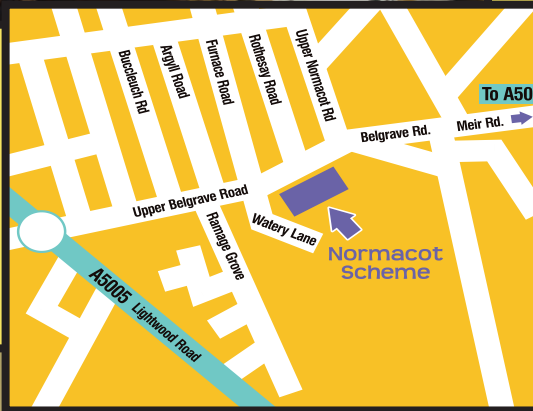 Buccleuch Rd
Argyll Road
Furnace Road
Rothesay Road
Upper Normacot Rd
To A50
Belgrave Rd.
Meir Rd.
Upper Belgrave Road
Watery Lane
Ramage Grove
Normacot
Scheme
A5005 Lightwood Road